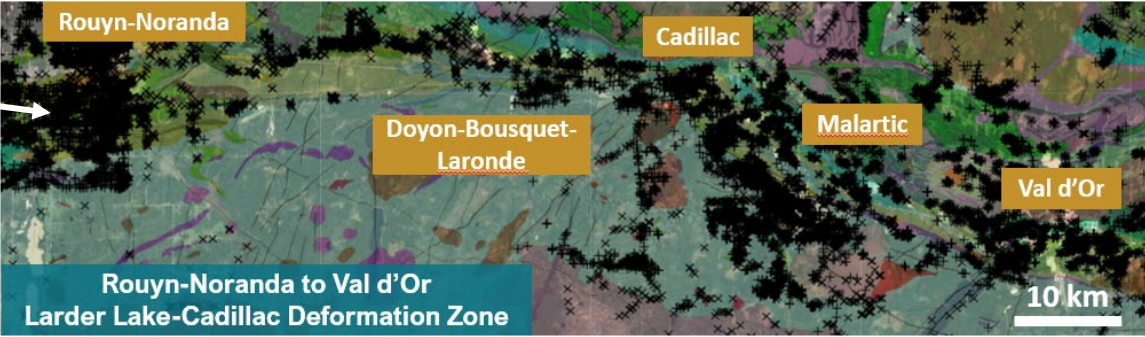 Rouyn-Noranda
Cadillac
Doyon-Bousquet-
Laronde
Malartic
Val d'Or
Rouyn-Noranda to Val d'Or
Larder Lake-Cadillac Deformation Zone
10 km